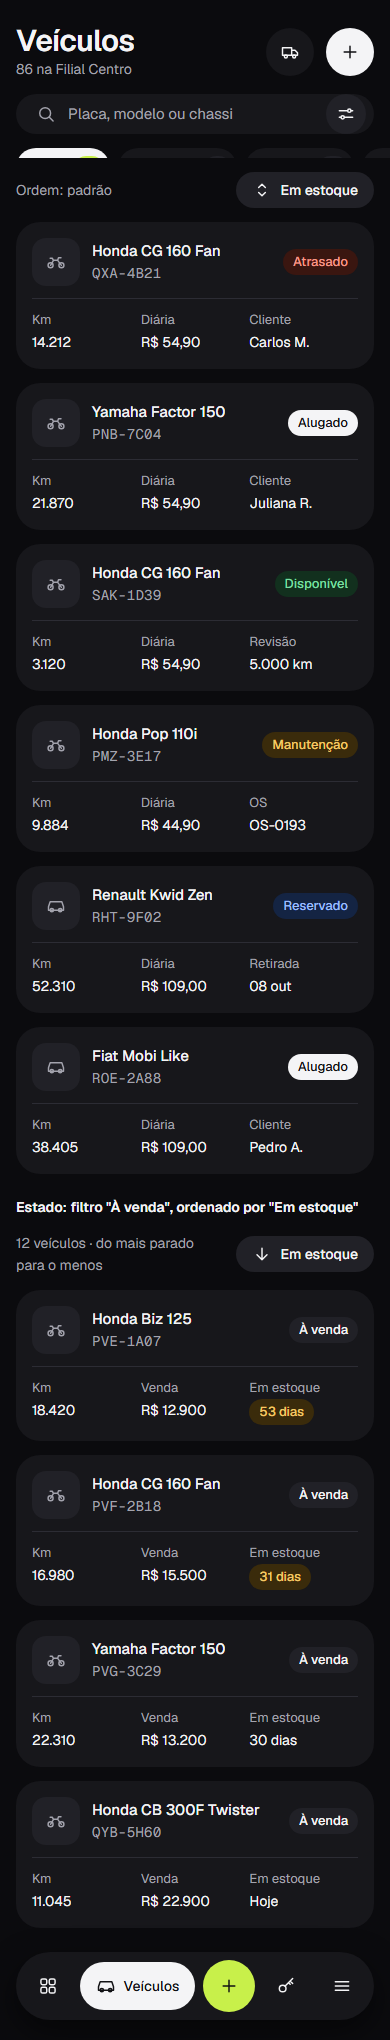 Veículos
86 na Filial Centro
Placa, modelo ou chassi
Ordem: padrão
Em estoque
Honda CG 160 Fan
QXA-4B21
Atrasado
Km
Diária
Cliente
14.212
R$ 54,90
Carlos M.
Yamaha Factor 150
PNB-7C04
Alugado
Km
Diária
Cliente
21.870
R$ 54,90
Juliana R.
Honda CG 160 Fan
SAK-1D39
Disponível
Km
Diária
Revisão
3.120
R$ 54,90
5.000 km
Honda Pop 110i
PMZ-3E17
Manutenção
Km
Diária
OS
9.884
R$ 44,90
OS-0193
Renault Kwid Zen
RHT-9F02
Reservado
Km
Diária
Retirada
52.310
R$ 109,00
08 out
Fiat Mobi Like
ROE-2A88
Alugado
Km
Diária
Cliente
38.405
R$ 109,00
Pedro A.
Estado: filtro "À venda", ordenado por "Em estoque"
12 veículos · do mais parado
para o menos
Em estoque
Honda Biz 125
PVE-1A07
À venda
Km
Venda
Em estoque
18.420
R$ 12.900
53 dias
Honda CG 160 Fan
PVF-2B18
À venda
Km
Venda
Em estoque
16.980
R$ 15.500
31 dias
Yamaha Factor 150
PVG-3C29
À venda
Km
Venda
Em estoque
22.310
R$ 13.200
30 dias
Honda CB 300F Twister
QYB-5H60
À venda
Km
Venda
Em estoque
11.045
R$ 22.900
Hoje
Veículos